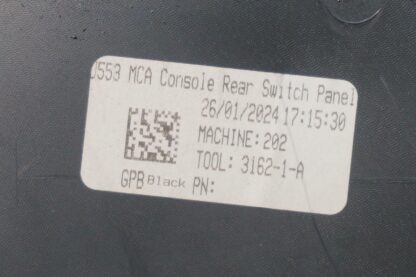 J553 MCA Console Rear Switch Panel
26/01/2024 17:15:30
MACHINE: 202
TOOL: 3162-1-A
GPB Black PN: